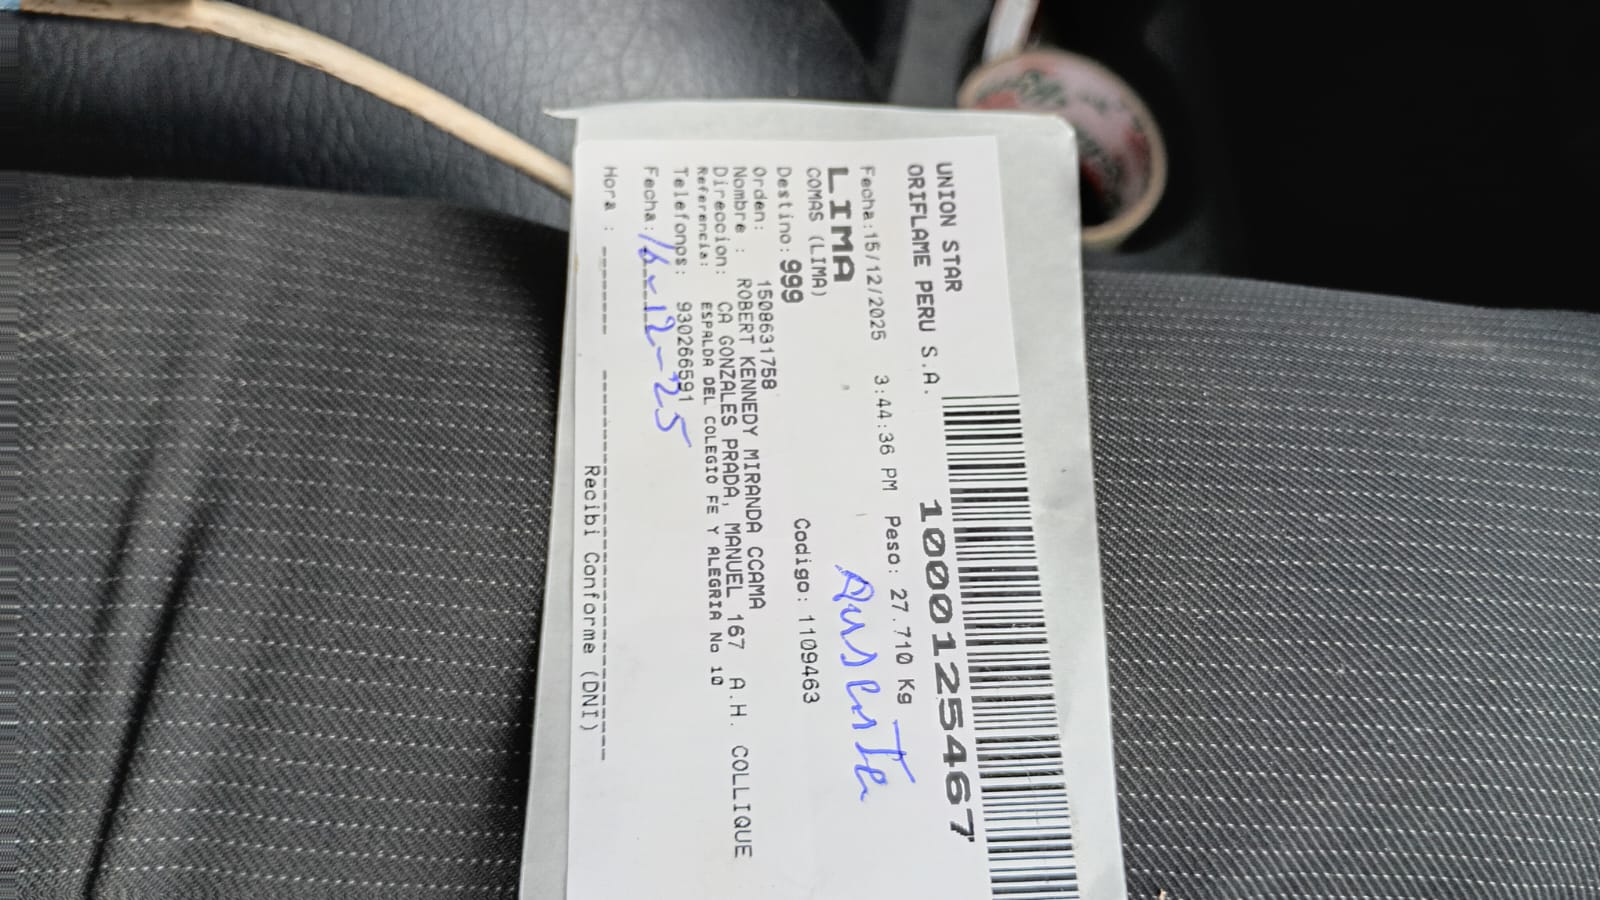 UNION STAR
ORIFLAME PERU S.A. 1000125467
Fecha:15/12/2025 3:44:36 PM Peso: 27.710 Kg
LIMA
Ausente
COMAS (LIMA)
Destino: 999 Codigo: 1109463
Orden: 1508631758
Nombre : ROBERT KENNEDY MIRANDA CCAMA
Direccion: CA GONZALES PRADA, MANUEL 167 A.H. COLLIQUE
Referencia: ESPALDA DEL COLEGIO FE Y ALEGRIA No 10
Telefonos: 930266591
Fecha: 16-12-25
Hora :
Recibi Conforme (DNI)